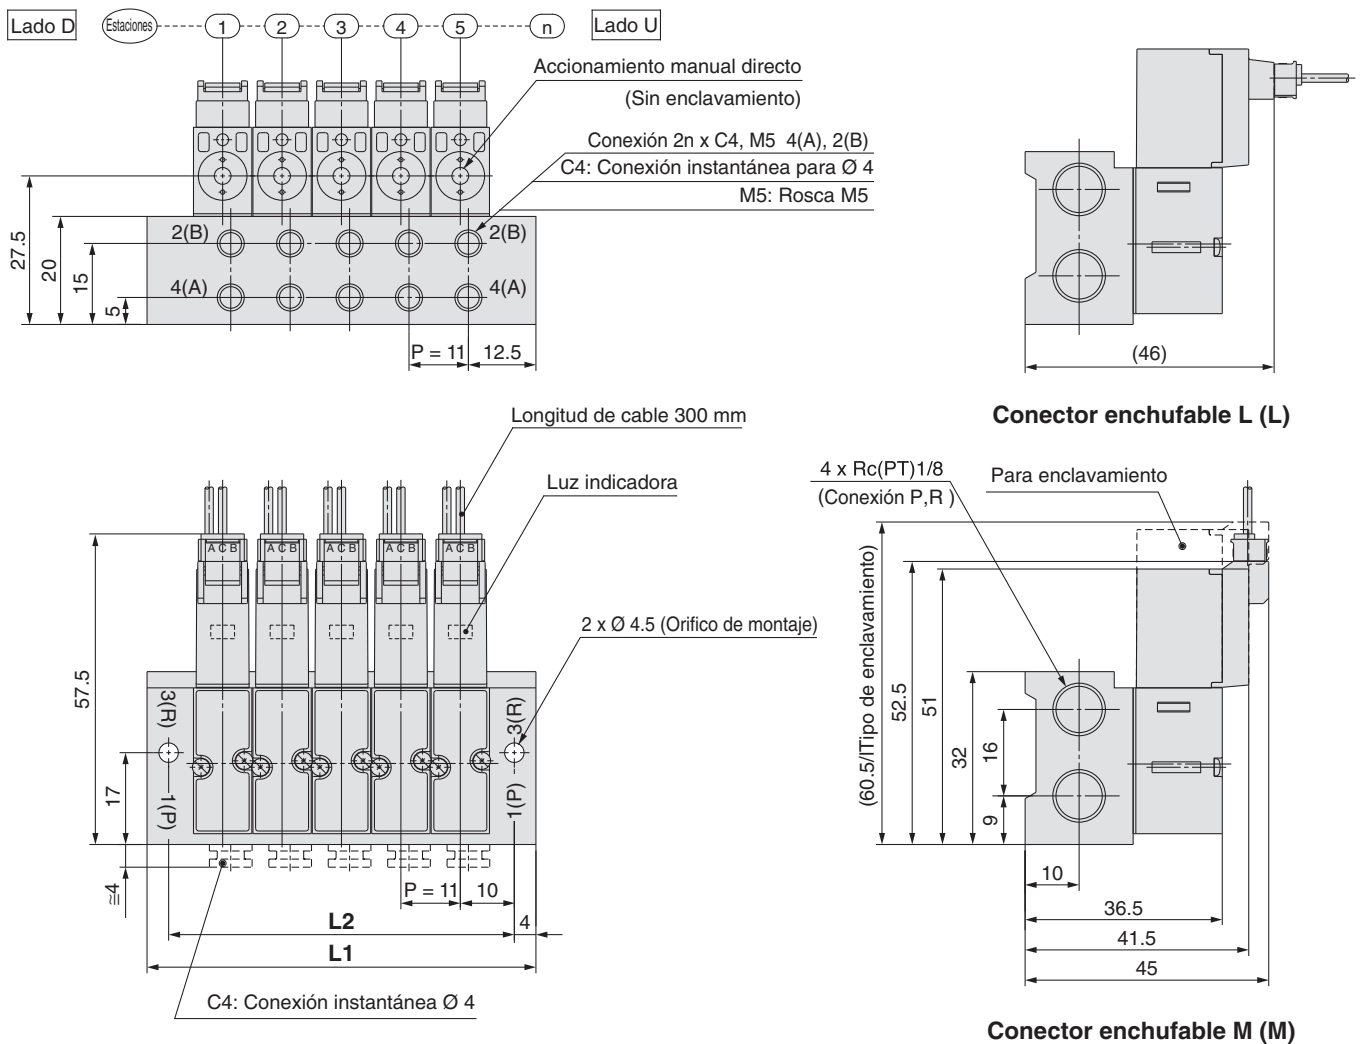 Lado D
Estaciones
1
2
3
4
5
n
Lado U
Accionamiento manual directo
(Sin enclavamiento)
Conexión 2n x C4, M5 4(A), 2(B)
C4: Conexión instantánea para Ø 4
M5: Rosca M5
27.5
20
15
5
2(B)
2(B)
4(A)
4(A)
P = 11
12.5
(46)
Conector enchufable L (L)
Longitud de cable 300 mm
Luz indicadora
2 x Ø 4.5 (Orifico de montaje)
A C B
A C B
A C B
A C B
A C B
57.5
17
≅4
3(R)
1(P)
3(R)
1(P)
P = 11
10
L2
4
L1
C4: Conexión instantánea Ø 4
4 x Rc(PT)1/8
(Conexión P,R )
Para enclavamiento
(60.5/lTipo de enclavamiento)
52.5
51
32
16
9
10
36.5
41.5
45
Conector enchufable M (M)